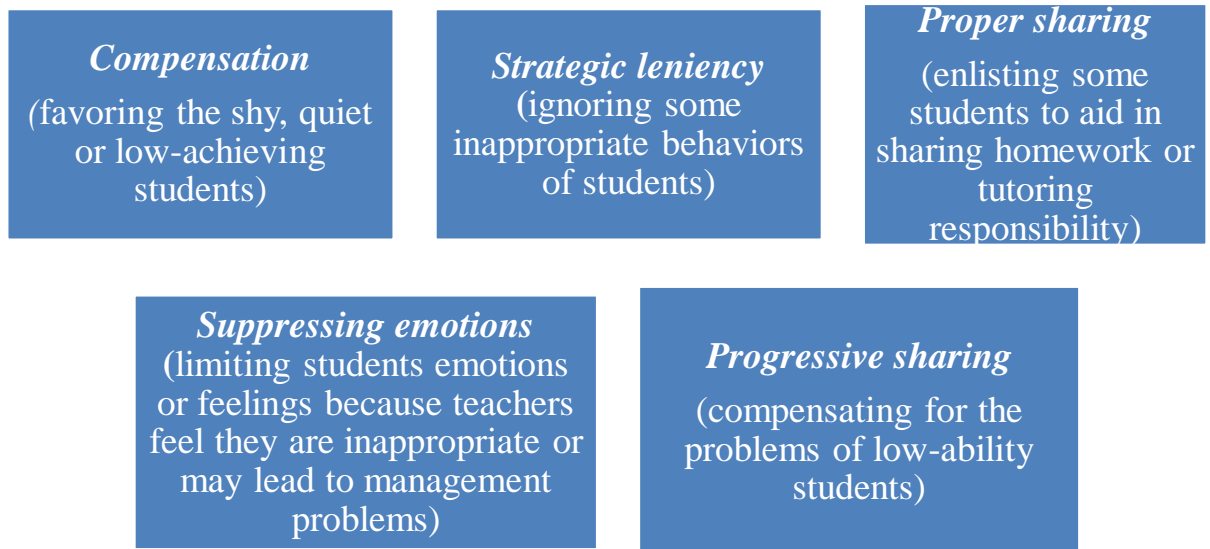 Compensation
(favoring the shy, quiet
or low-achieving
students)
Strategic leniency
(ignoring some
inappropriate behaviors
of students)
Proper sharing
(enlisting some
students to aid in
sharing homework or
tutoring
responsibility)
Suppressing emotions
(limiting students emotions
or feelings because teachers
feel they are inappropriate or
may lead to management
problems)
Progressive sharing
(compensating for the
problems of low-ability
students)